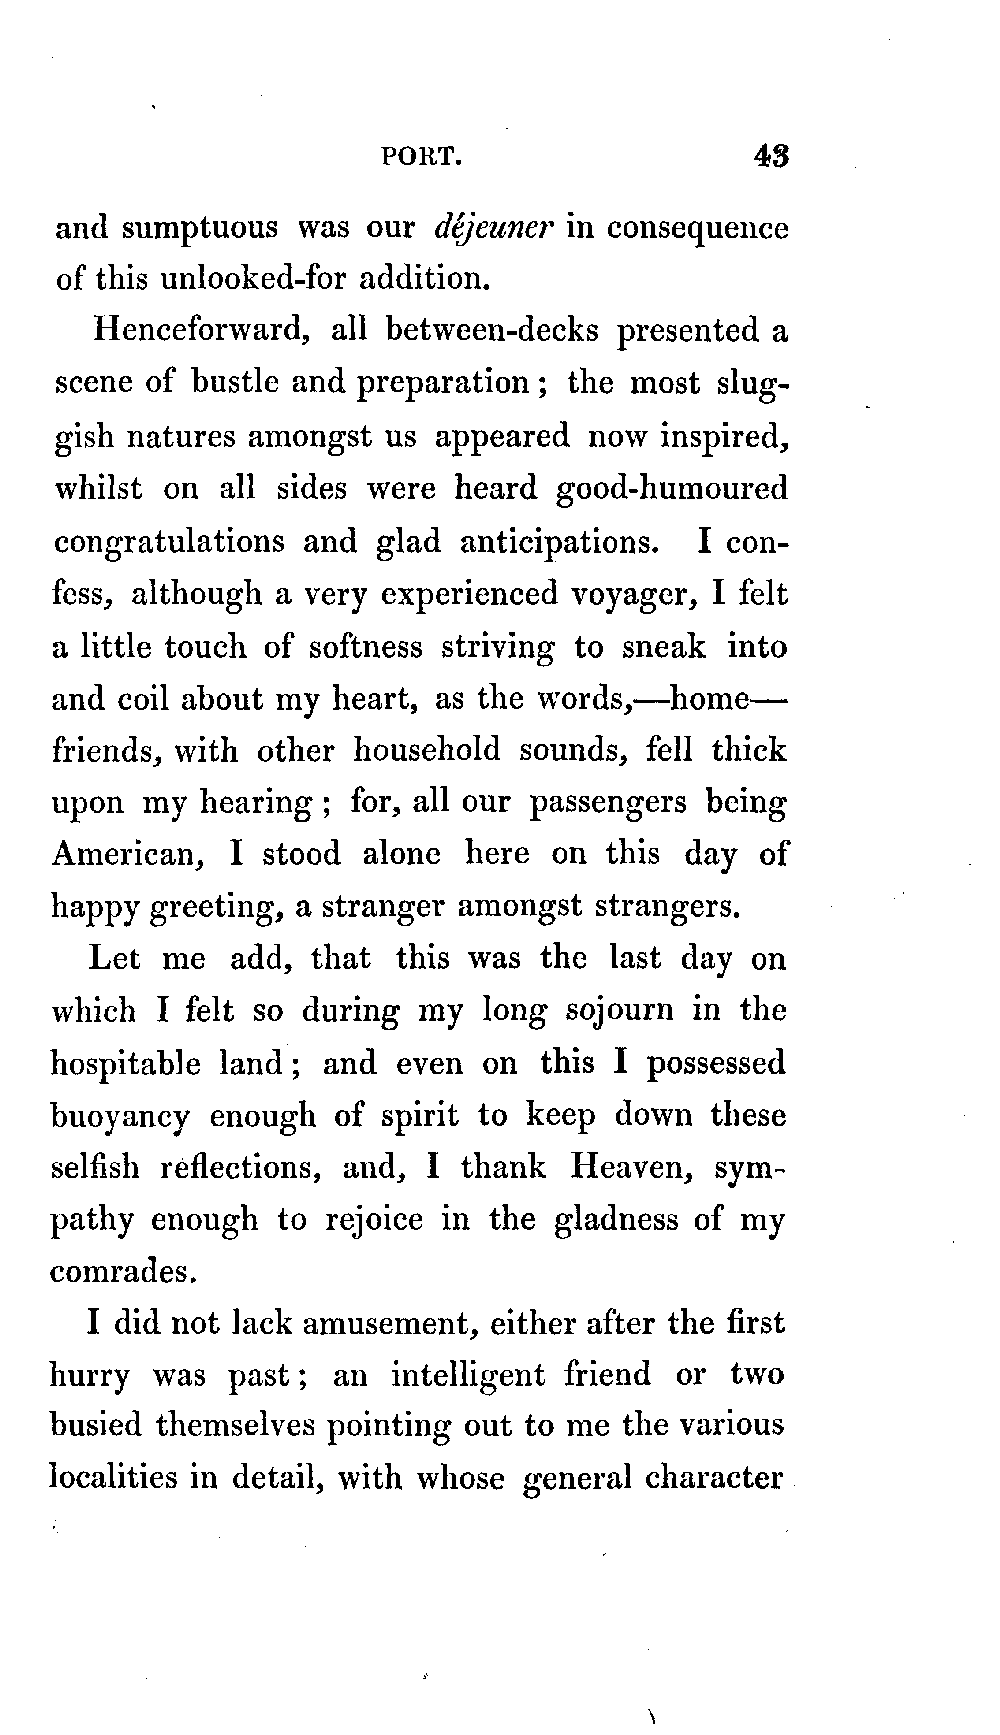 PORT. 43
and sumptuous was our déjeuner in consequence
of this unlooked-for addition.
Henceforward, all between-decks presented a
scene of bustle and preparation ; the most slug-
gish natures amongst us appeared now inspired,
whilst on all sides were heard good-humoured
congratulations and glad anticipations. I con-
fess, although a very experienced voyager, I felt
a little touch of softness striving to sneak into
and coil about my heart, as the words,—home—
friends, with other household sounds, fell thick
upon my hearing ; for, all our passengers being
American, I stood alone here on this day of
happy greeting, a stranger amongst strangers.
Let me add, that this was the last day on
which I felt so during my long sojourn in the
hospitable land ; and even on this I possessed
buoyancy enough of spirit to keep down these
selfish reflections, and, I thank Heaven, sym-
pathy enough to rejoice in the gladness of my
comrades.
I did not lack amusement, either after the first
hurry was past ; an intelligent friend or two
busied themselves pointing out to me the various
localities in detail, with whose general character